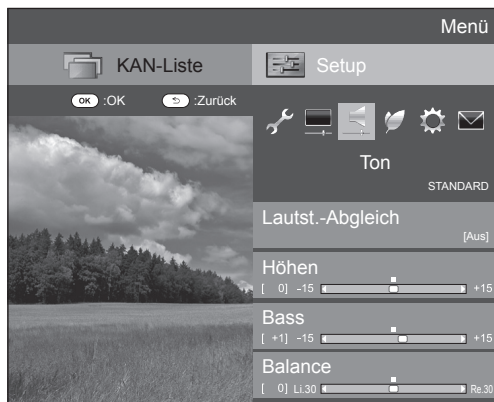 Menü
KAN-Liste
Setup
OK :OK :Zurück
Ton
STANDARD
Lautst.-Abgleich
[Aus]
Höhen
[ 0] -15 +15
Bass
[ +1] -15 +15
Balance
[ 0] Li.30 Re.30